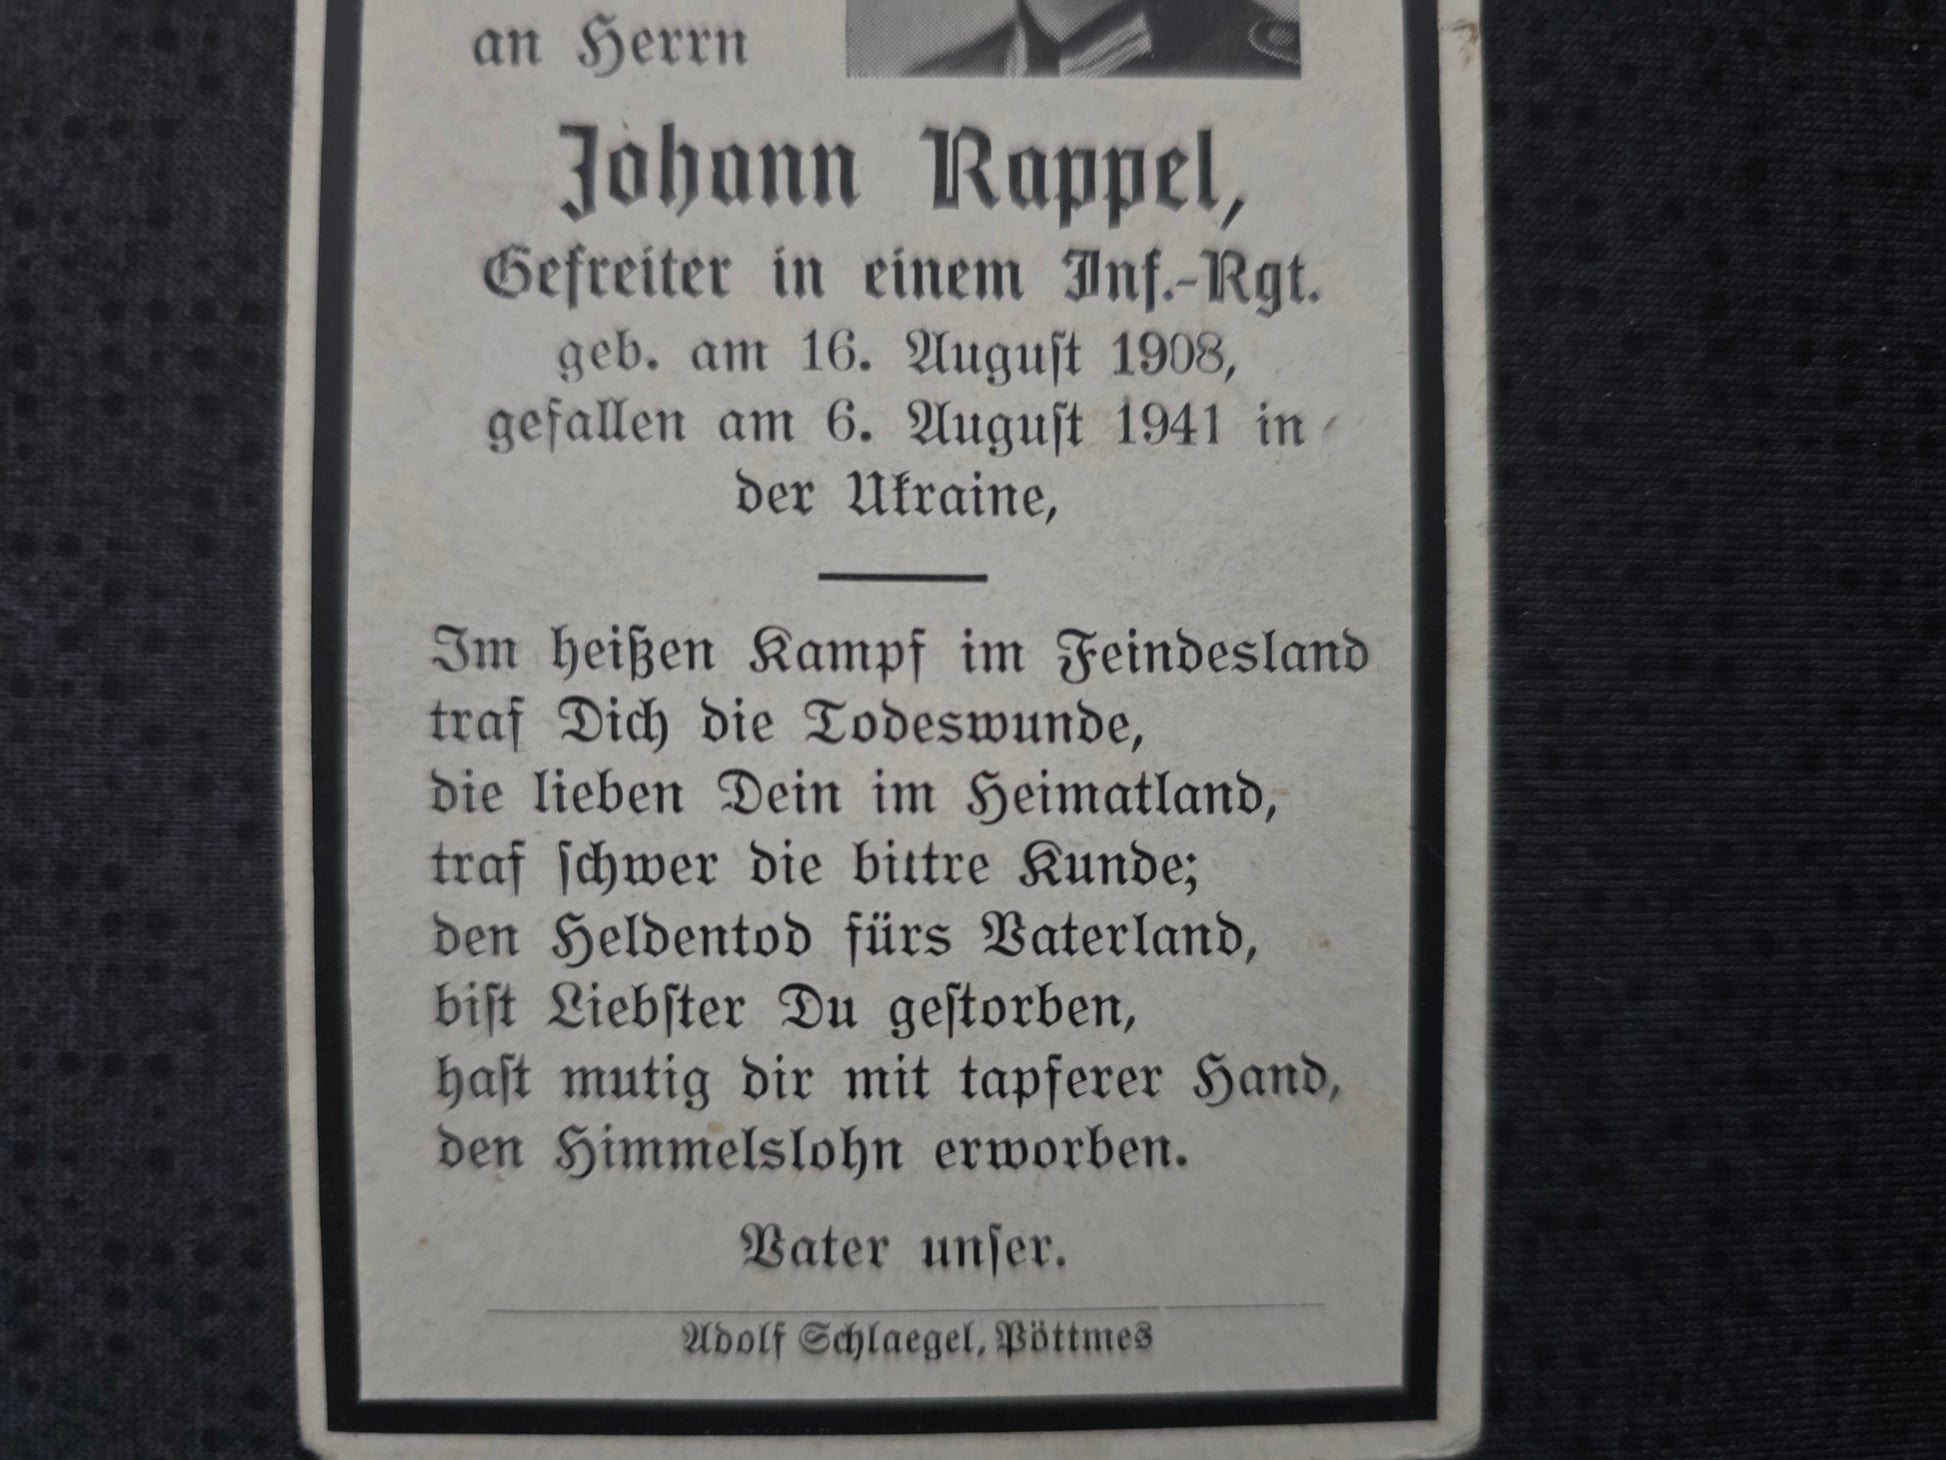 an Herrn
Johann Rappel,
Gefreiter in einem Inf.-Rgt.
geb. am 16. Auguſt 1908,
gefallen am 6. Auguſt 1941 in
der Ukraine,
Im heißen Kampf im Feindesland
traf Dich die Todeswunde,
die lieben Dein im Heimatland,
traf ſchwer die bittre Kunde;
den Heldentod fürs Vaterland,
biſt Liebſter Du geſtorben,
haſt mutig dir mit tapferer Hand,
den Himmelslohn erworben.
Vater unſer.
Adolf Schlaegel, Pöttmes